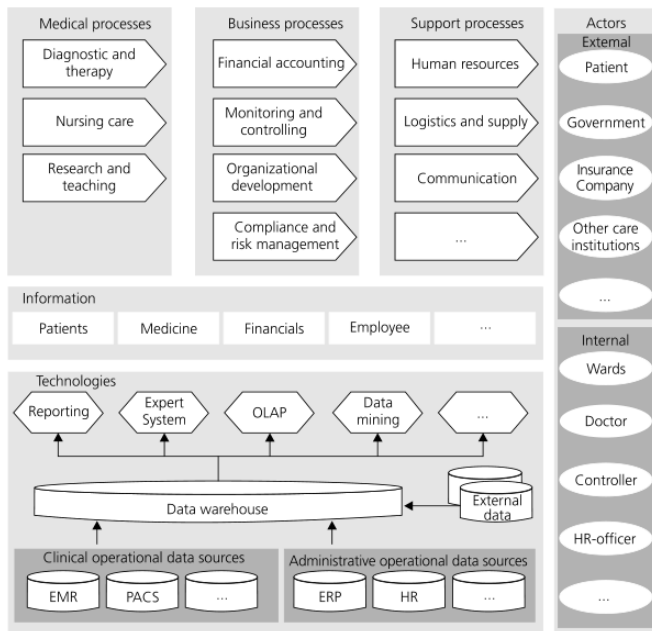 Medical processes
Diagnostic and
therapy
Nursing care
Research and
teaching
Business processes
Financial accounting
Monitoring and
controlling
Organizational
development
Compliance and
risk management
Support processes
Human resources
Logistics and supply
Communication
...
Actors
External
Patient
Government
Insurance
Company
Other care
institutions
...
Internal
Wards
Doctor
Controller
HR-officer
...
Information
Patients
Medicine
Financials
Employee
...
Technologies
Reporting
Expert
System
OLAP
Data
mining
...
Data warehouse
External
data
Clinical operational data sources
EMR
PACS
...
Administrative operational data sources
ERP
HR
...